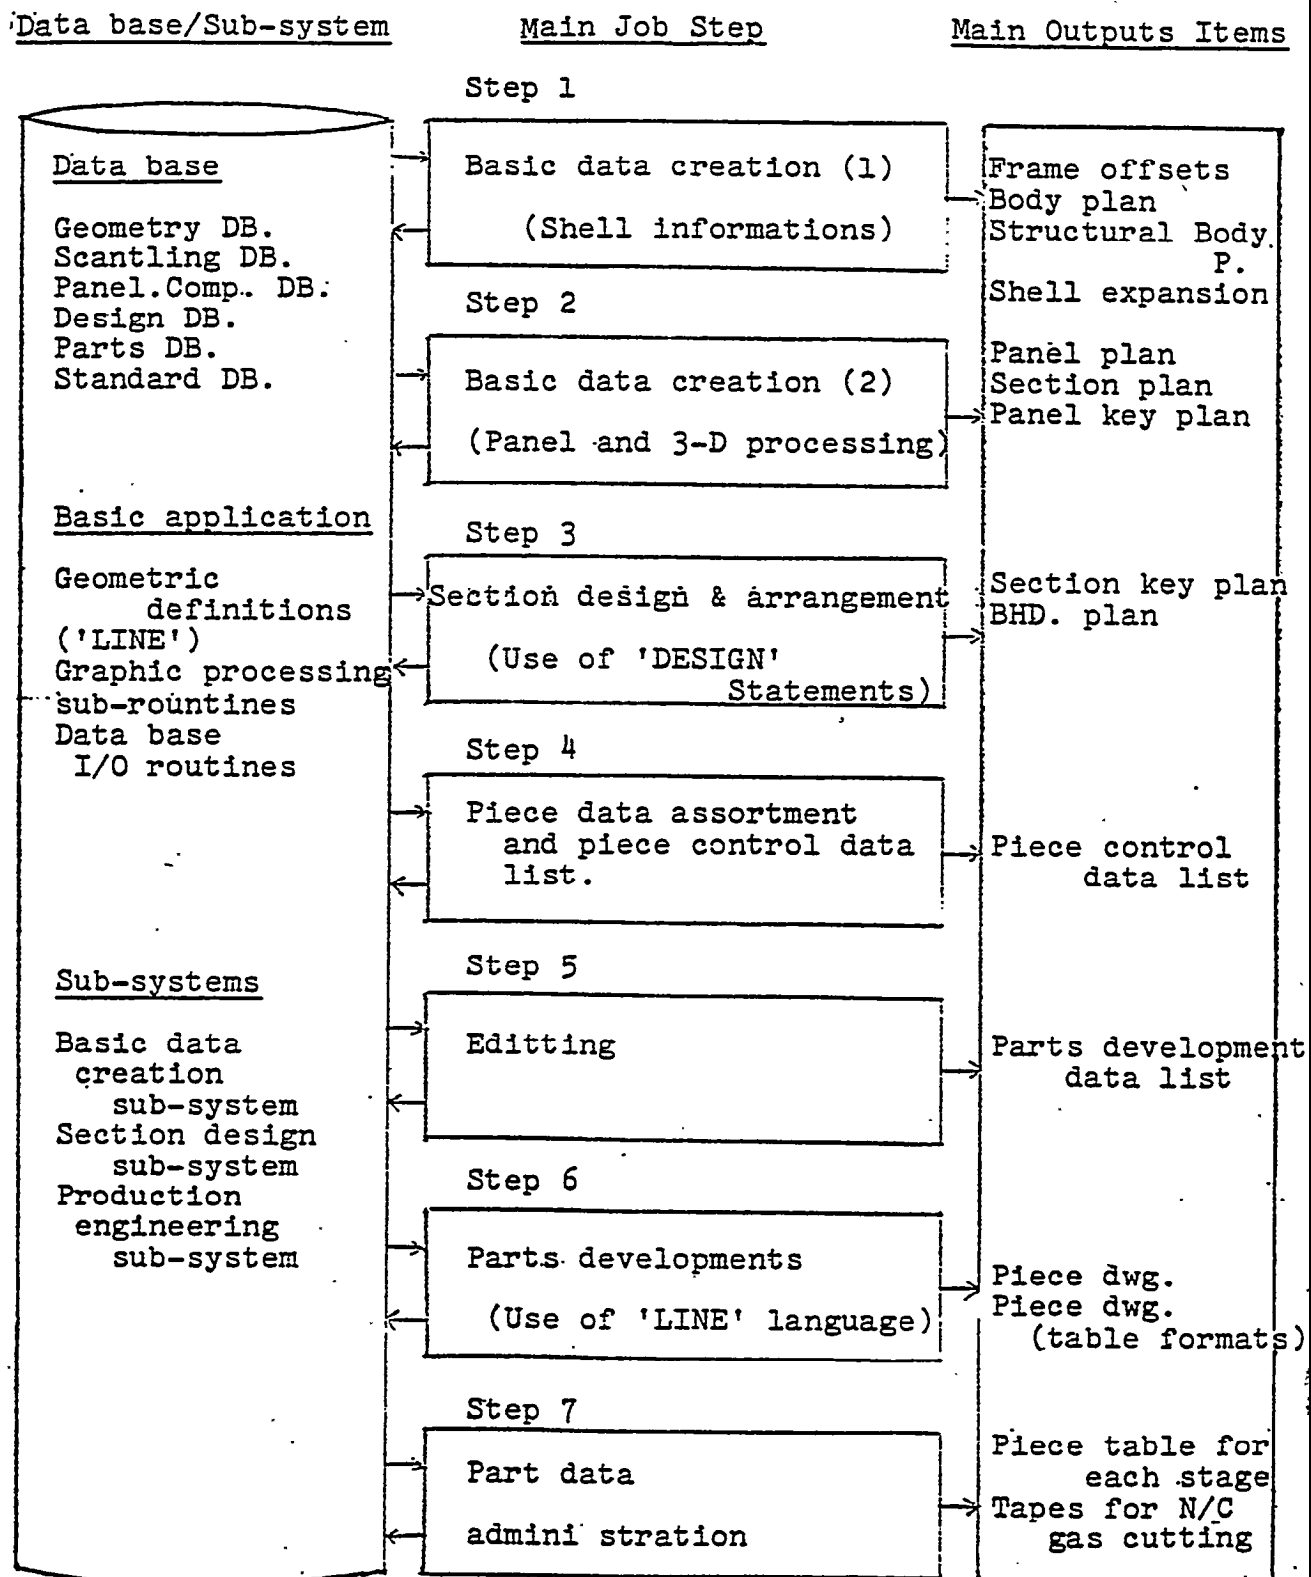 Data base/Sub-system
Main Job Step
Main Outputs Items
Data base
Geometry DB.
Scantling DB.
Panel.Comp. DB.
Design DB.
Parts DB.
Standard DB.
Basic application
Geometric
definitions
('LINE')
Graphic processing
sub-rountines
Data base
I/O routines
Sub-systems
Basic data
creation
sub-system
Section design
sub-system
Production
engineering
sub-system
Step 1
Basic data creation (1)
(Shell informations)
Step 2
Basic data creation (2)
(Panel and 3-D processing)
Step 3
Section design & arrangement
(Use of 'DESIGN'
Statements)
Step 4
Piece data assortment
and piece control data
list.
Step 5
Editting
Step 6
Parts developments
(Use of 'LINE' language)
Step 7
Part data
admini stration
Frame offsets
Body plan
Structural Body
P.
Shell expansion
Panel plan
Section plan
Panel key plan
Section key plan
BHD. plan
Piece control
data list
Parts development
data list
Piece dwg.
Piece dwg.
(table formats)
Piece table for
each stage
Tapes for N/C
gas cutting